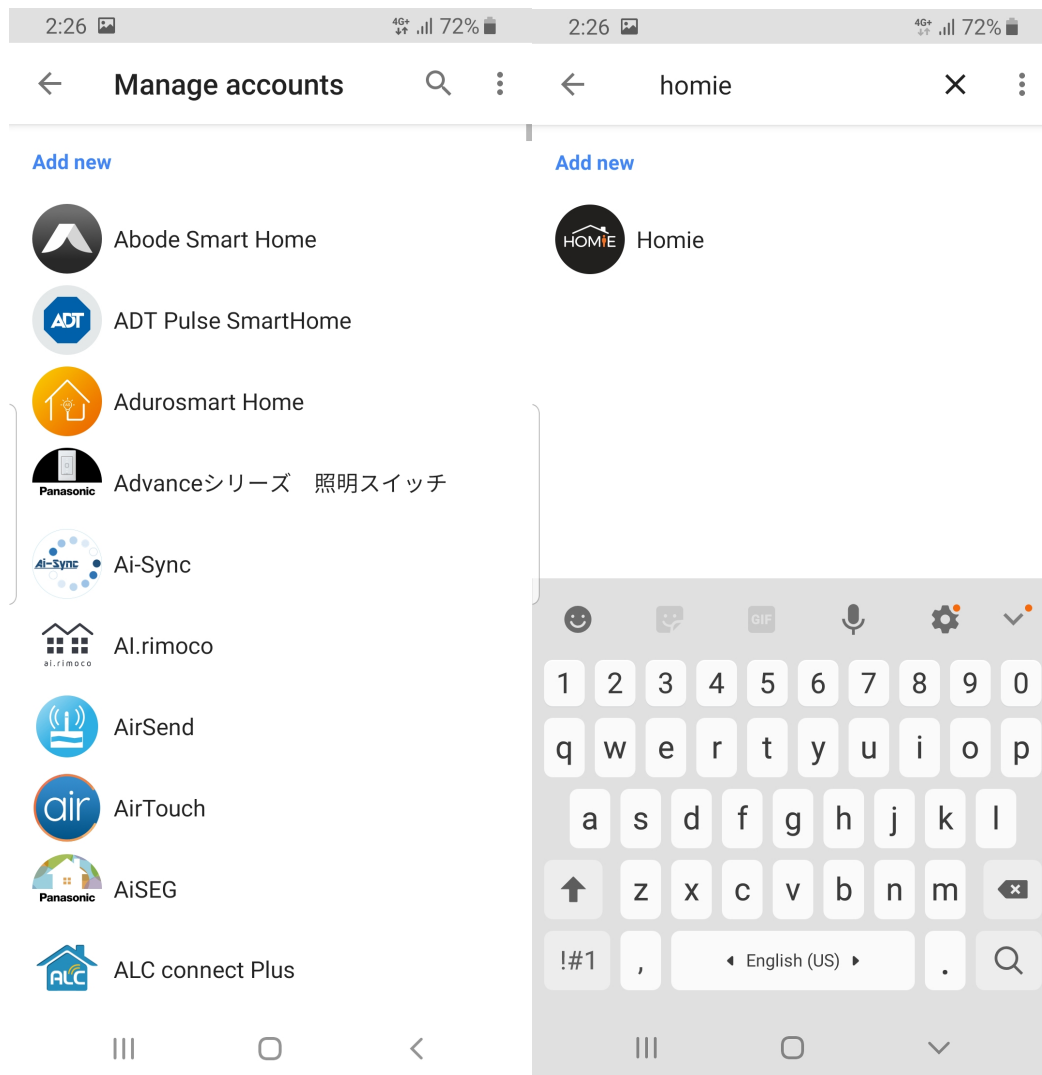 2:26 4G+ 72%
Manage accounts
Add new
Abode Smart Home
ADT
ADT Pulse SmartHome
Adurosmart Home
Panasonic
Advanceシリーズ　照明スイッチ
Ai-Sync
Ai-Sync
ai.rimoco
AI.rimoco
AirSend
air
AirTouch
Panasonic
AiSEG
ALC
ALC connect Plus
2:26 4G+ 72%
homie
Add new
HOMIE
Homie
GIF
1 2 3 4 5 6 7 8 9 0
q w e r t y u i o p
a s d f g h j k l
z x c v b n m
!#1 , English (US) .